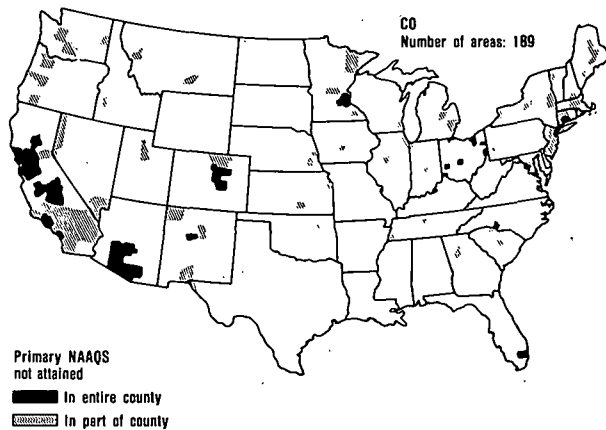 CO
Number of areas: 189
Primary NAAQS
not attained
In entire county
In part of county